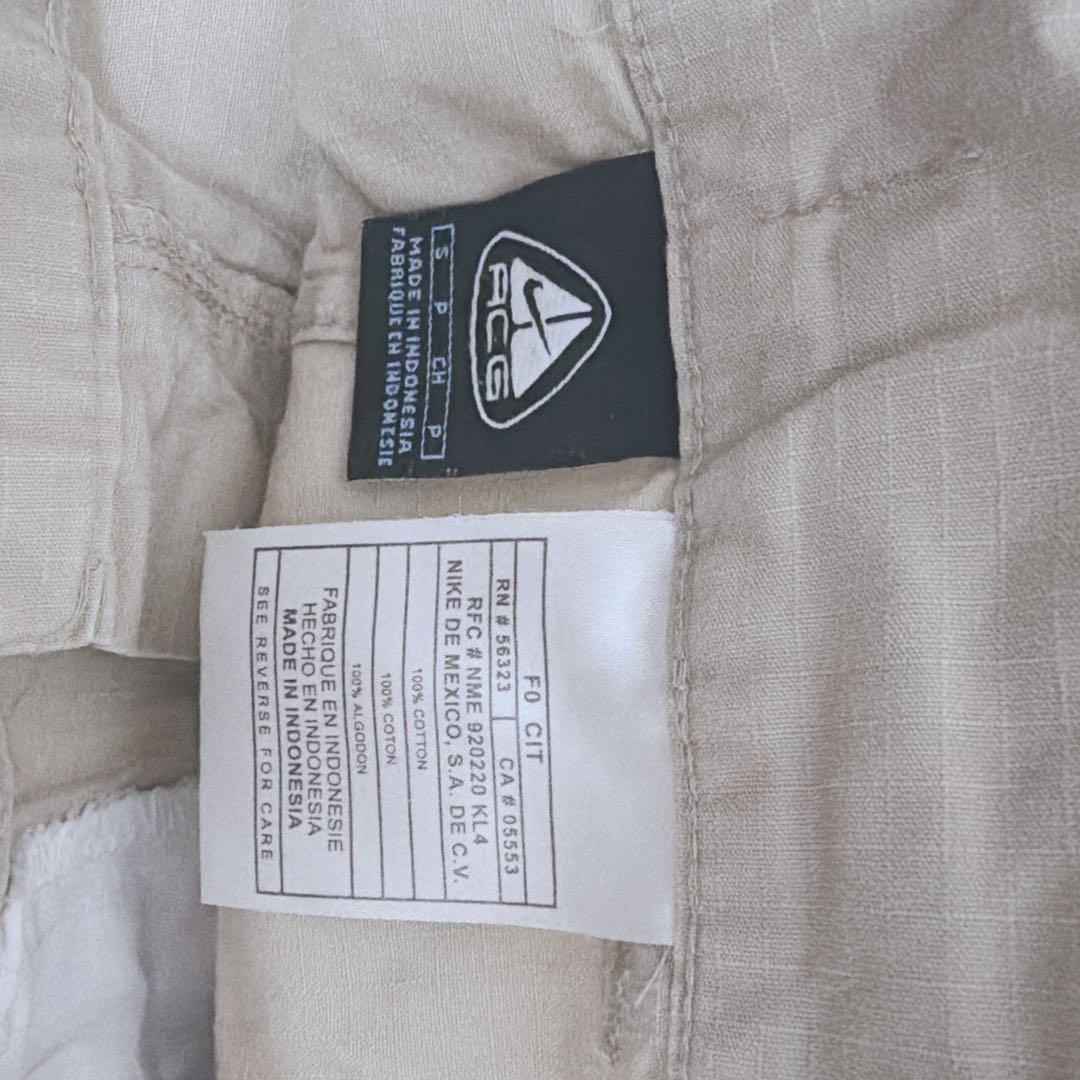 ACG
S P CH P
MADE IN INDONESIA
FABRIQUE EN INDONESIE
F0 CIT
RN # 56323 CA # 05553
RFC # NME 920220 KL4
NIKE DE MEXICO, S.A. DE C.V.
100% COTTON
100% COTON
100% ALGODON
FABRIQUE EN INDONESIE
HECHO EN INDONESIA
MADE IN INDONESIA
SEE REVERSE FOR CARE